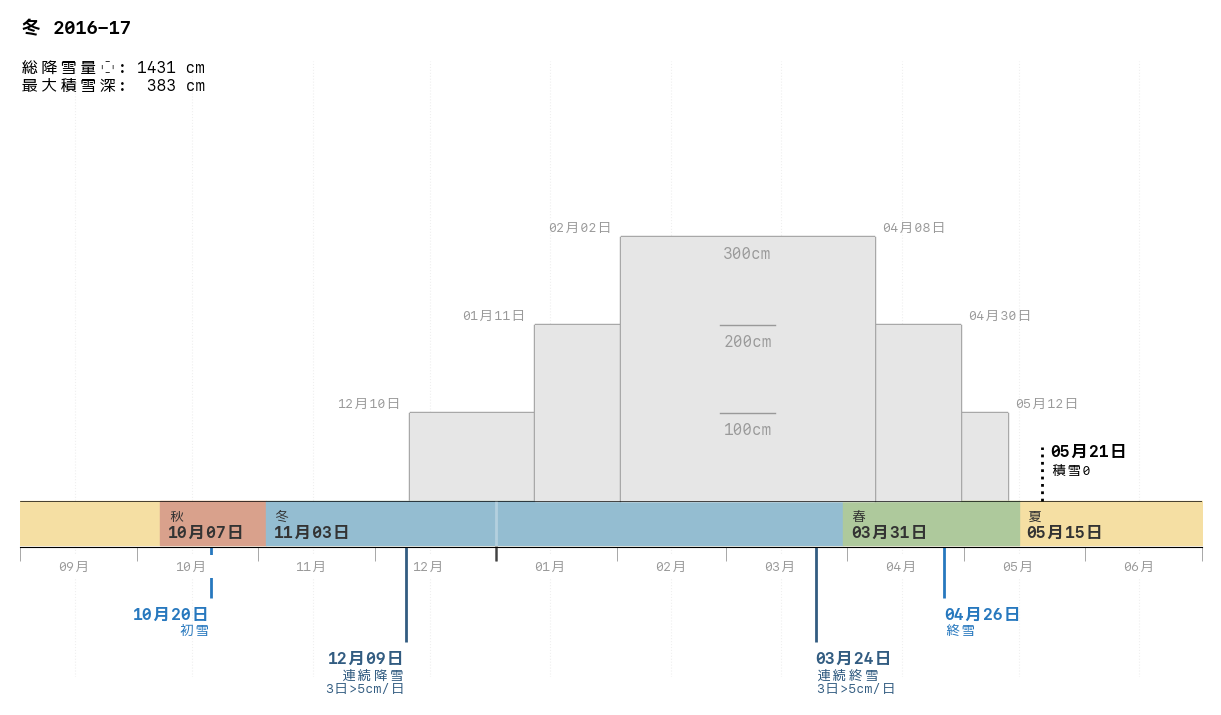 冬 2016-17
総降雪量: 1431 cm
最大積雪深: 383 cm
02月02日
04月08日
300cm
01月11日
04月30日
200cm
12月10日
05月12日
100cm
05月21日
積雪0
秋
10月07日
冬
11月03日
春
03月31日
夏
05月15日
09月
10月
11月
12月
01月
02月
03月
04月
05月
06月
10月20日
初雪
04月26日
終雪
12月09日
連続降雪
3日>5cm/日
03月24日
連続終雪
3日>5cm/日